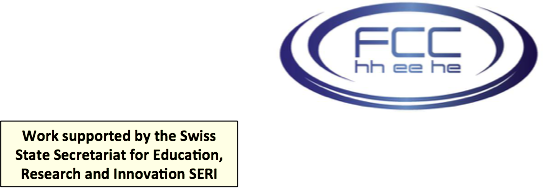 FCC
hh ee he
Work supported by the Swiss
State Secretariat for Education,
Research and Innovation SERI